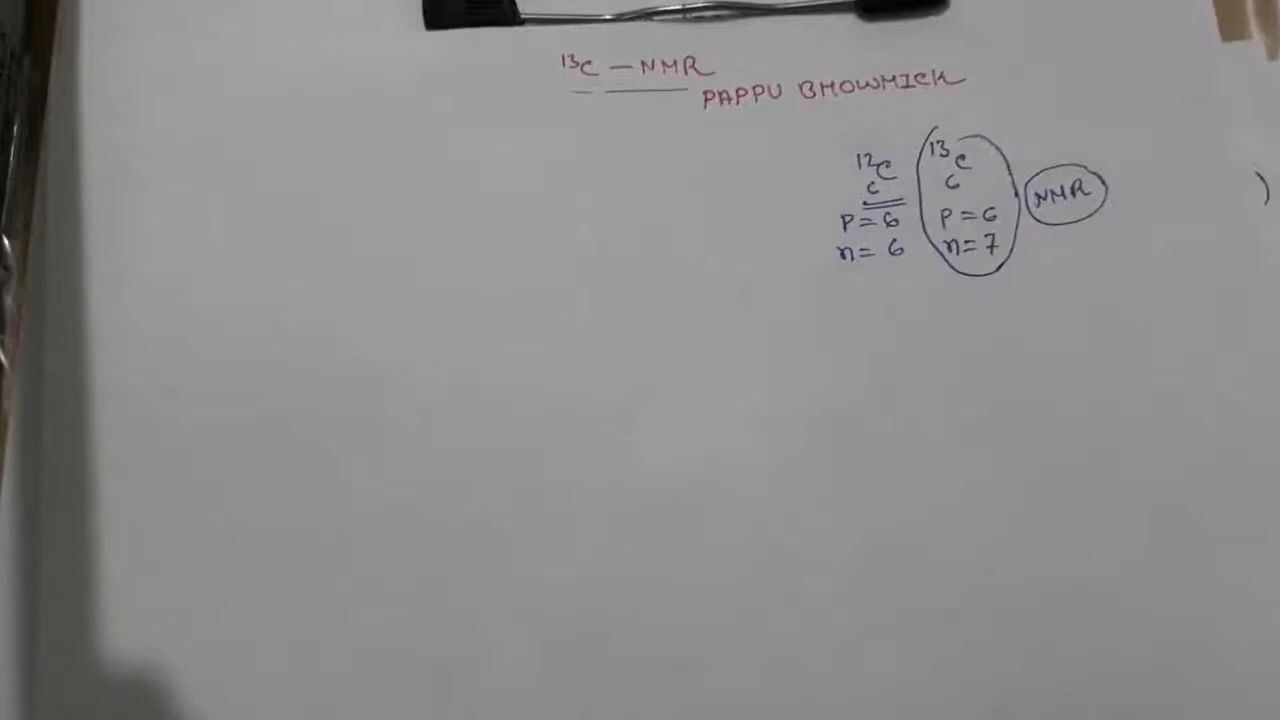 ¹³C – NMR
PAPPU BHOWMICK
¹²C ¹³C
6 6 NMR
P = 6 P = 6
n = 6 n = 7
)